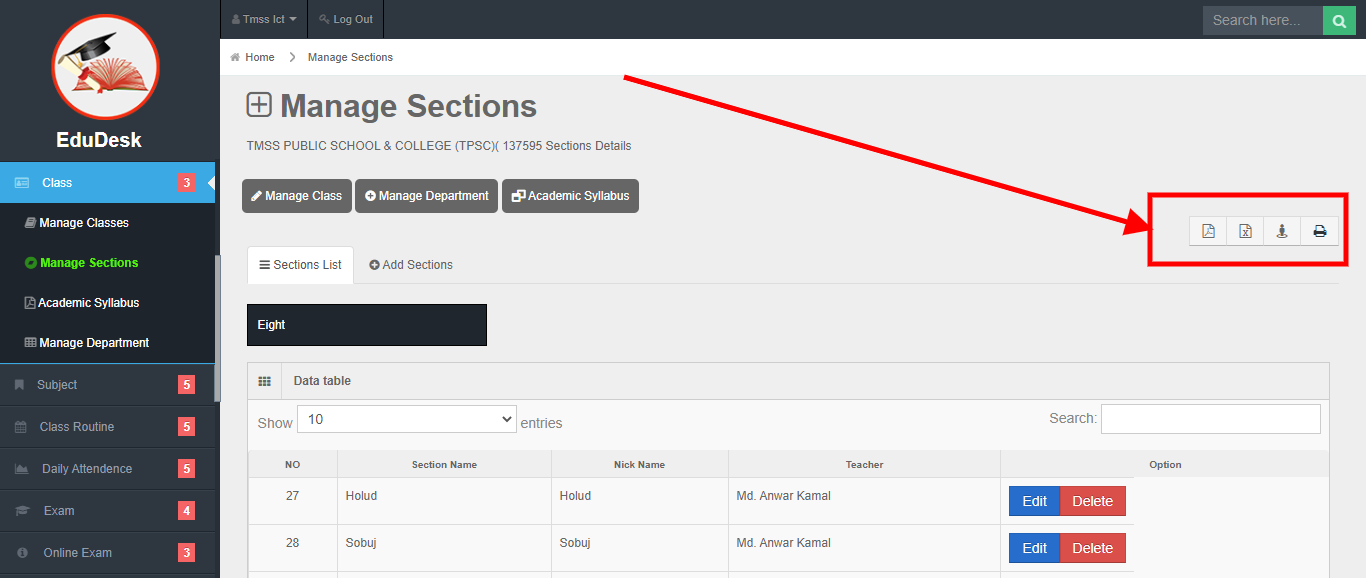 Tmss Ict
Log Out
Search here...
EduDesk
Home
Manage Sections
Manage Sections
TMSS PUBLIC SCHOOL & COLLEGE (TPSC)( 137595 Sections Details
Class 3
Manage Classes
Manage Sections
Academic Syllabus
Manage Department
Subject 5
Class Routine 5
Daily Attendence 5
Exam 4
Online Exam 3
Manage Class
Manage Department
Academic Syllabus
Sections List
Add Sections
Eight
Data table
Show 10 entries
Search:
NO Section Name Nick Name Teacher Option
27 Holud Holud Md. Anwar Kamal Edit Delete
28 Sobuj Sobuj Md. Anwar Kamal Edit Delete